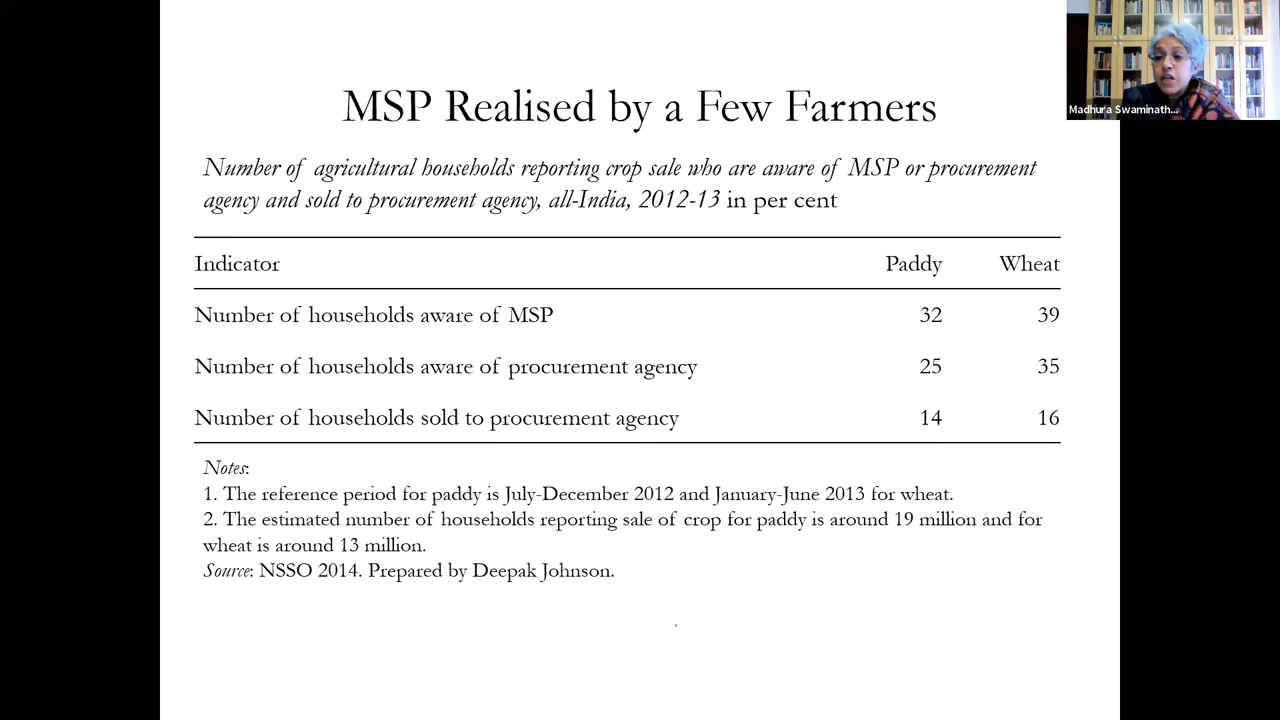 MSP Realised by a Few Farmers
Number of agricultural households reporting crop sale who are aware of MSP or procurement
agency and sold to procurement agency, all-India, 2012-13 in per cent
Indicator Paddy Wheat
Number of households aware of MSP 32 39
Number of households aware of procurement agency 25 35
Number of households sold to procurement agency 14 16
Notes:
1. The reference period for paddy is July-December 2012 and January-June 2013 for wheat.
2. The estimated number of households reporting sale of crop for paddy is around 19 million and for
wheat is around 13 million.
Source: NSSO 2014. Prepared by Deepak Johnson.
Madhura Swaminath...